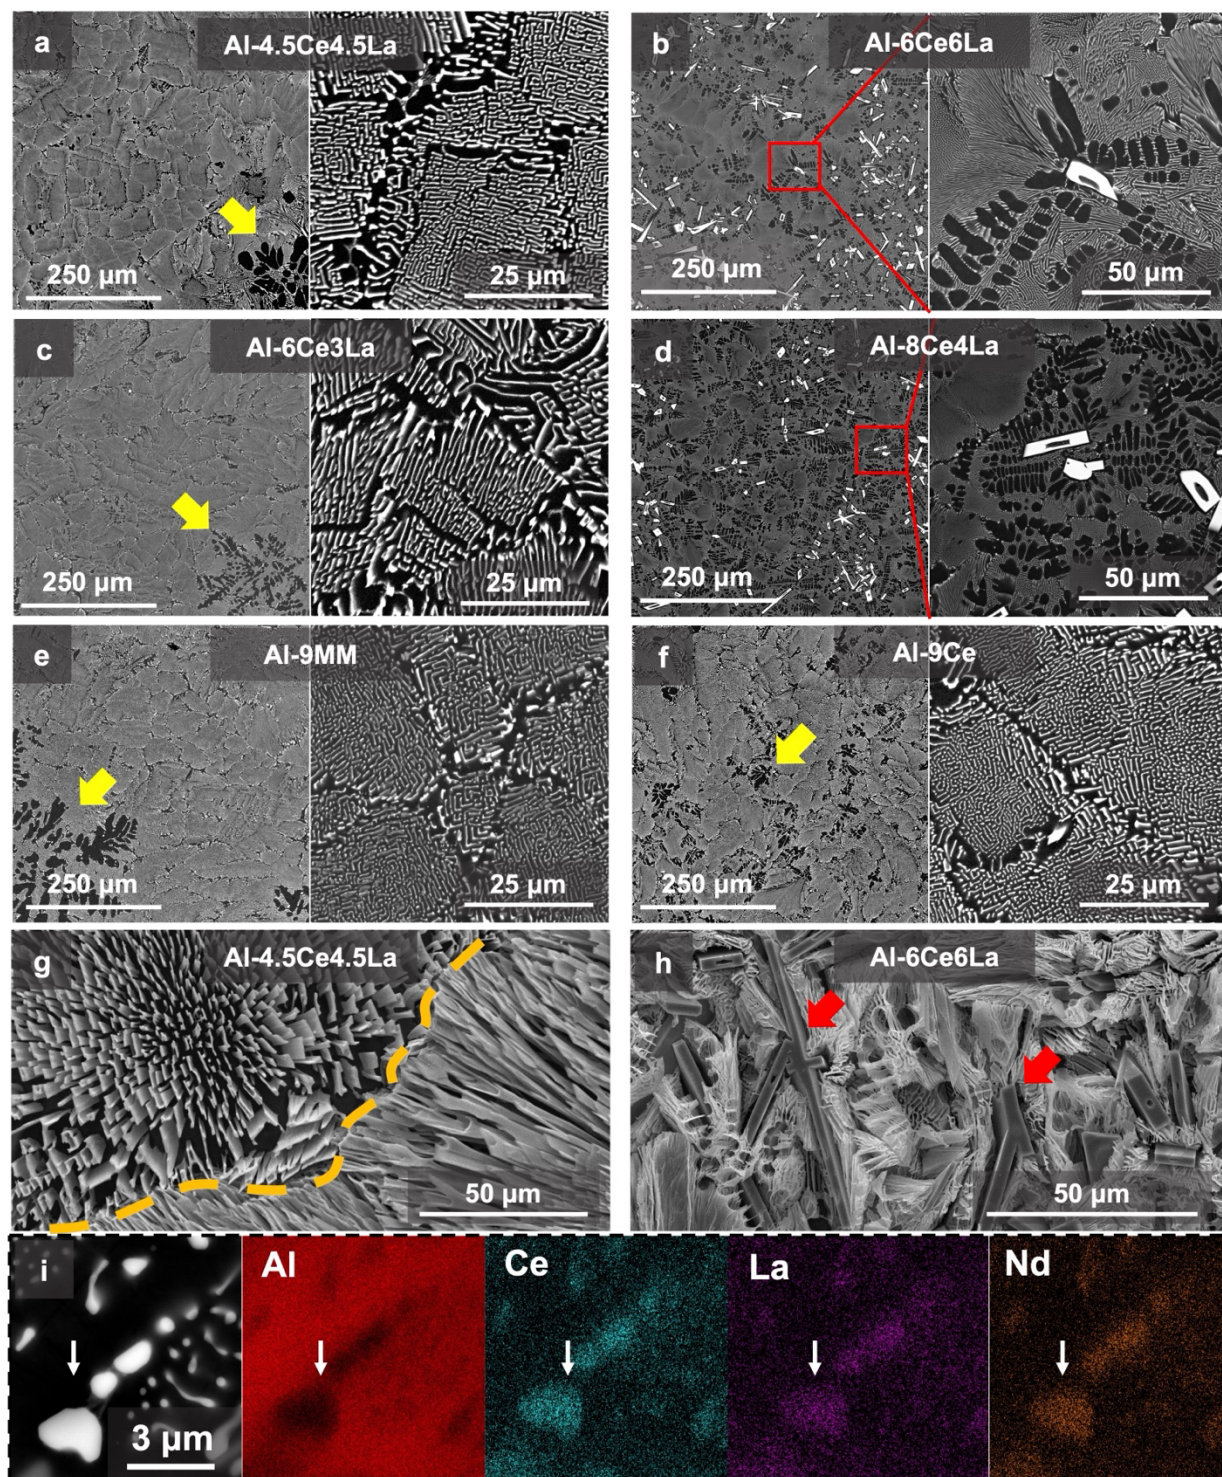 a Al-4.5Ce4.5La
250 µm 25 µm
b Al-6Ce6La
250 µm 50 µm
c Al-6Ce3La
250 µm 25 µm
d Al-8Ce4La
250 µm 50 µm
e Al-9MM
250 µm 25 µm
f Al-9Ce
250 µm 25 µm
g Al-4.5Ce4.5La
50 µm
h Al-6Ce6La
50 µm
i Al Ce La Nd
3 µm